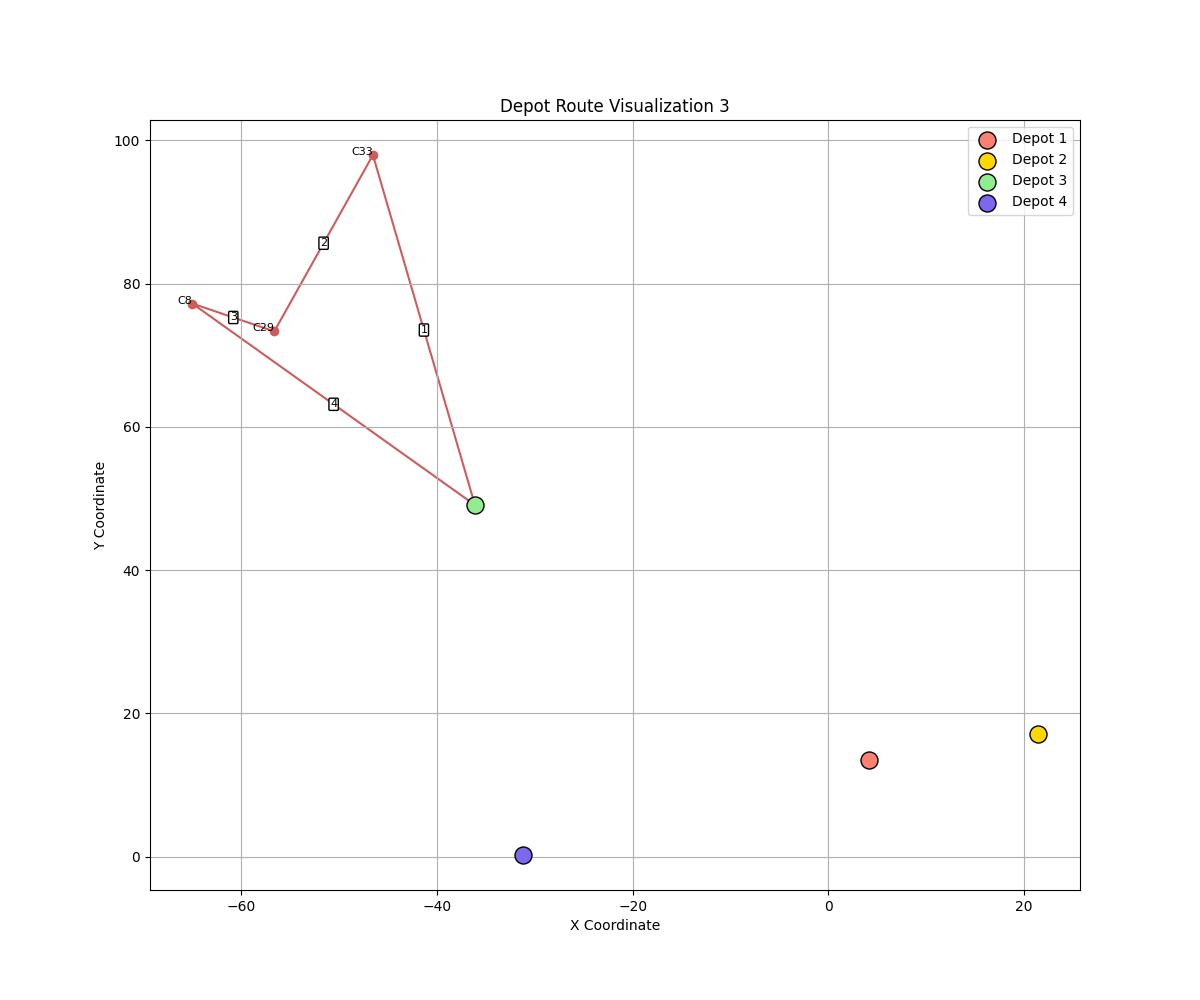 Depot Route Visualization 3
Depot 1
Depot 2
Depot 3
Depot 4
100
80
60
40
20
0
−60
−40
−20
0
20
X Coordinate
Y Coordinate
C33
C8
C29
1
2
3
4